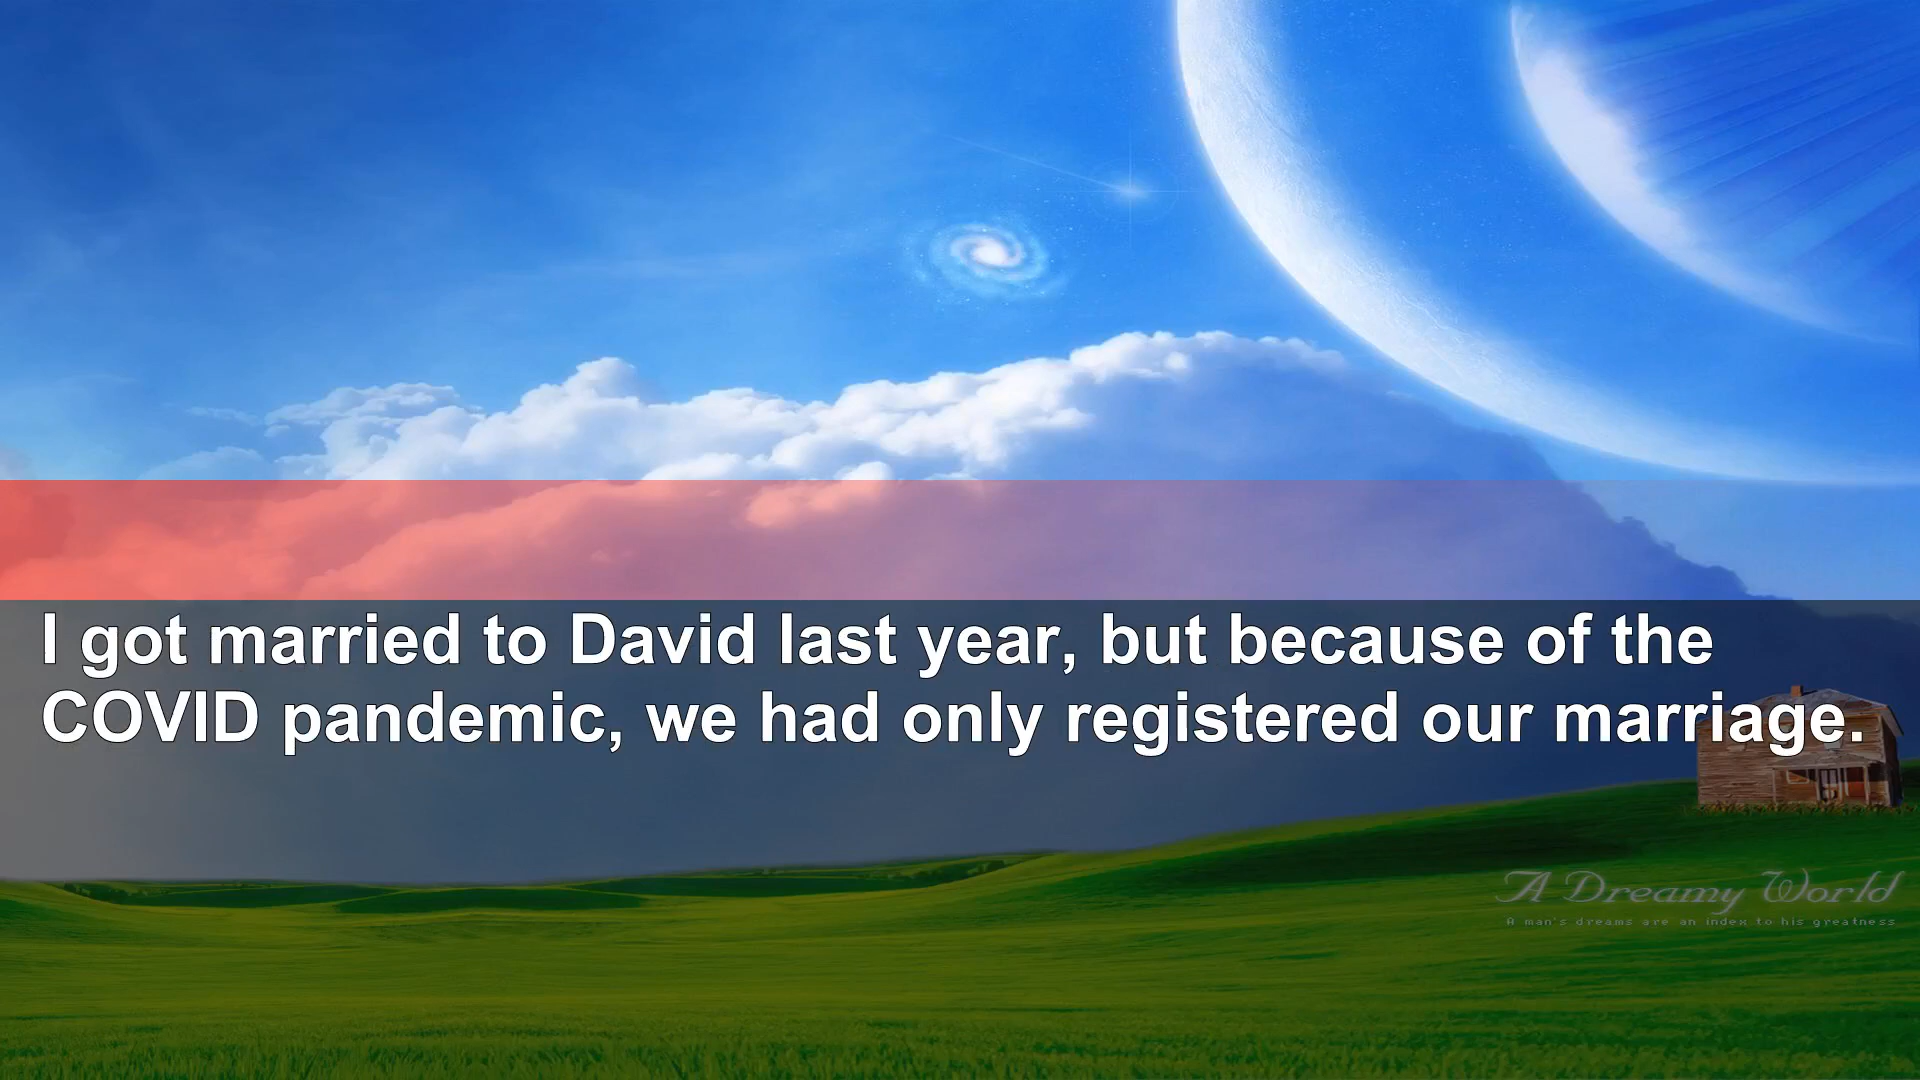 I got married to David last year, but because of the
COVID pandemic, we had only registered our marriage.
A Dreamy World
A man's dreams are an index to his greatness